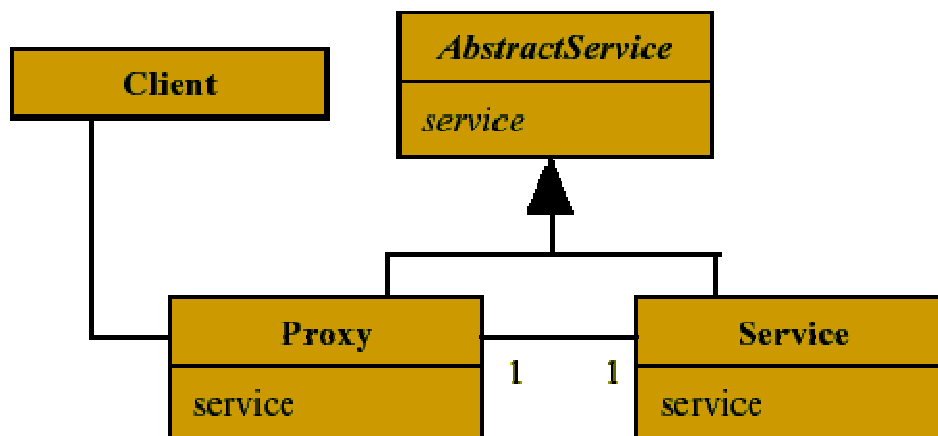 AbstractService
Client
service
Proxy
Service
1
1
service
service